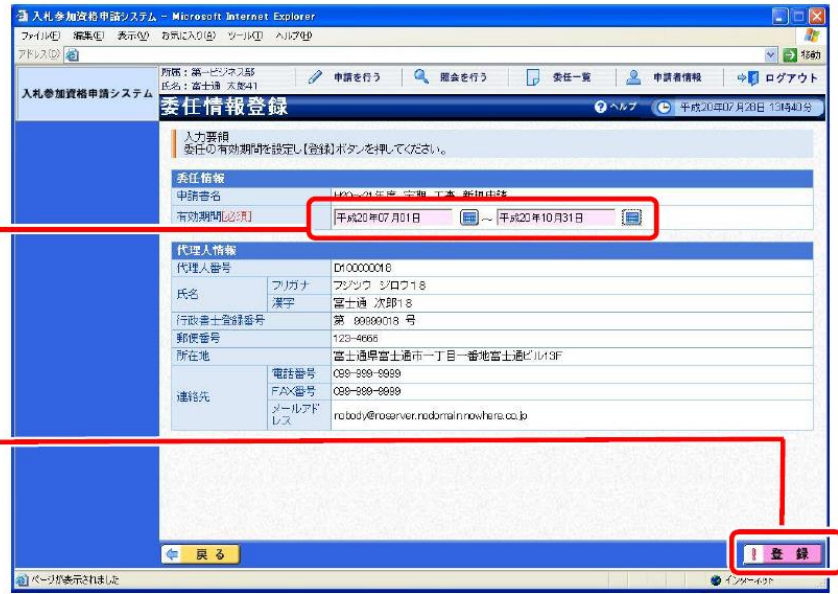 入札参加資格申請システム - Microsoft Internet Explorer
ファイル(F) 編集(E) 表示(V) お気に入り(A) ツール(T) ヘルプ(H)
アドレス(D) 移動
入札参加資格申請システム
所属：第一ビジネス部
氏名：富士通 太郎41
申請を行う 照会を行う 委任一覧 申請者情報 ログアウト
委任情報登録 ヘルプ 平成20年07月28日 13時40分
入力要領
委任の有効期間を設定し【登録】ボタンを押してください。
委任情報
申請書名 H20～21年度 定期 工事 新規申請
有効期間[必須] 平成20年07月01日 ～ 平成20年10月31日
代理人情報
代理人番号 D100000018
氏名 フリガナ フジツウ ジロウ18
漢字 富士通 次郎18
行政書士登録番号 第 99999018 号
郵便番号 123-4666
所在地 富士通県富士通市一丁目一番地富士通ビル13F
連絡先 電話番号 099-999-9999
FAX番号 099-999-9999
メールアドレス nobody@roserver.nodomain.nowhere.co.jp
戻る 登録
ページが表示されました インターネット